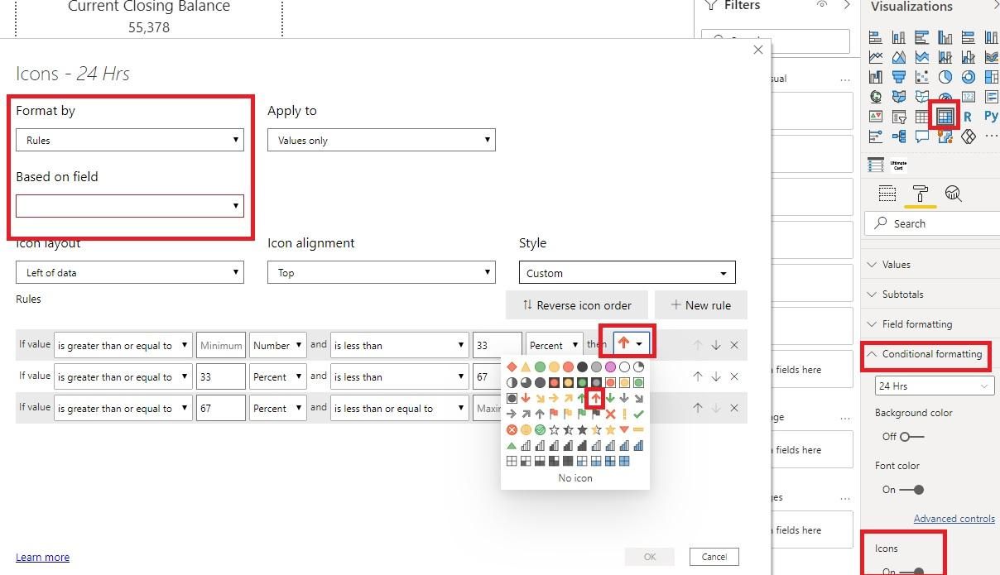 Current Closing Balance
55,378
Filters
Visualizations
Icons - 24 Hrs
Format by
Apply to
Rules
Values only
Based on field
Icon layout
Icon alignment
Style
Left of data
Top
Custom
Rules
Reverse icon order
New rule
If value is greater than or equal to Minimum Number and is less than 33 Percent then
If value is greater than or equal to 33 Percent and is less than 67
If value is greater than or equal to 67 Percent and is less than or equal to
No icon
Learn more
OK
Cancel
sual
fields here
ge
fields here
es
fields here
123
R
Py
Ultimate
Card
Search
Values
Subtotals
Field formatting
Conditional formatting
24 Hrs
Background color
Off
Font color
On
Advanced controls
Icons
On